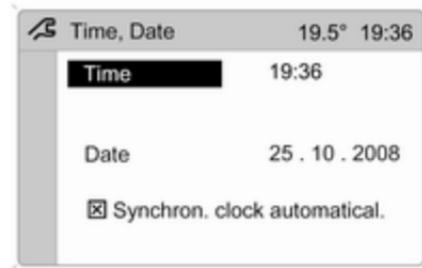 Time, Date 19.5° 19:36
Time 19:36
Date 25 . 10 . 2008
Synchron. clock automatical.